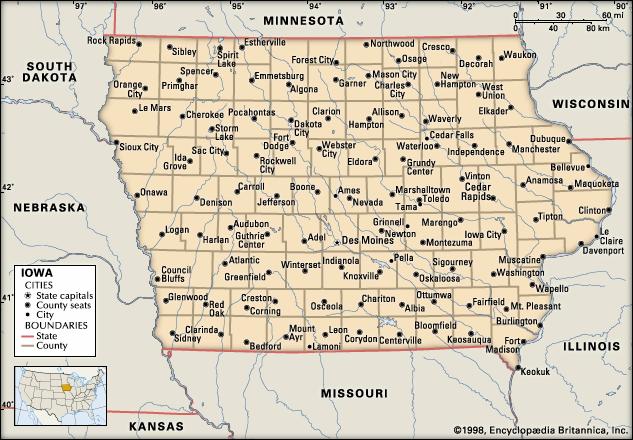 96 95 94 93 92 91 90
MINNESOTA
0 30 60 mi
0 40 80 km
Rock Rapids
Sibley
Spirit
Lake
Estherville
Northwood
Cresco
Waukon
Osage
Decorah
Forest City
SOUTH
DAKOTA
43°
Spencer
Emmetsburg
Garner
Mason City
Charles
City
New
Hampton
Orange
City
Primghar
Algona
West
Union
WISCONSIN
Le Mars
Cherokee
Pocahontas
Clarion
Allison
Elkader
Storm
Lake
Dakota
City
Hampton
Waverly
Sioux City
Sac City
Fort
Dodge
Webster
City
Cedar Falls
Waterloo
Independence
Manchester
Dubuque
Ida
Grove
Rockwell
City
Eldora
Grundy
Center
Bellevue
42°
Onawa
Denison
Carroll
Boone
Ames
Marshalltown
Toledo
Vinton
Cedar
Rapids
Anamosa
Maquoketa
Jefferson
Nevada
Tama
NEBRASKA
Clinton
Logan
Harlan
Audubon
Guthrie
Center
Adel
Des Moines
Grinnell
Newton
Marengo
Iowa City
Tipton
Le
Claire
Montezuma
Davenport
Council
Bluffs
Atlantic
Greenfield
Winterset
Indianola
Knoxville
Pella
Sigourney
Muscatine
Oskaloosa
Washington
IOWA
CITIES
State capitals
County seats
City
BOUNDARIES
State
County
41°
Glenwood
Red
Oak
Creston
Corning
Osceola
Chariton
Albia
Ottumwa
Fairfield
Wapello
Mt. Pleasant
Burlington
Sidney
Clarinda
Bedford
Mount
Ayr
Leon
Lamoni
Corydon
Centerville
Bloomfield
Keosauqua
Fort
Madison
ILLINOIS
Keokuk
MISSOURI
40°
KANSAS
©1998, Encyclopædia Britannica, Inc.